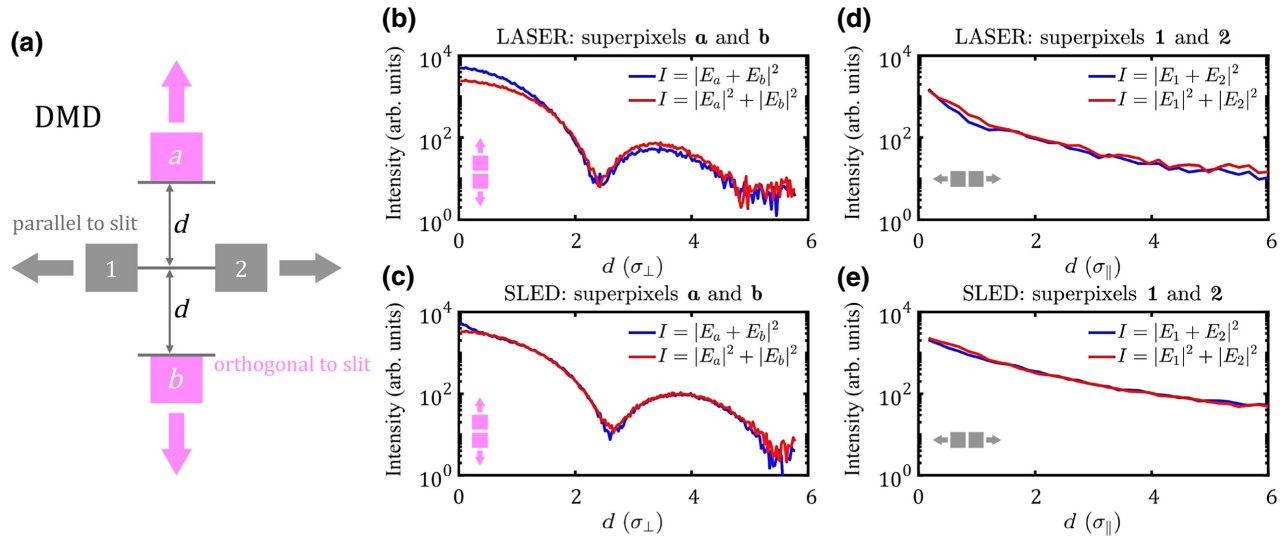 (a)
DMD
a
d
parallel to slit
1
2
d
b
orthogonal to slit
(b)
LASER: superpixels a and b
Intensity (arb. units)
10^4
10^2
10^0
I = |E_a + E_b|^2
I = |E_a|^2 + |E_b|^2
0 2 4 6
d (σ_⊥)
(c)
SLED: superpixels a and b
Intensity (arb. units)
10^4
10^2
10^0
I = |E_a + E_b|^2
I = |E_a|^2 + |E_b|^2
0 2 4 6
d (σ_⊥)
(d)
LASER: superpixels 1 and 2
Intensity (arb. units)
10^4
10^2
10^0
I = |E_1 + E_2|^2
I = |E_1|^2 + |E_2|^2
0 2 4 6
d (σ_∥)
(e)
SLED: superpixels 1 and 2
Intensity (arb. units)
10^4
10^2
10^0
I = |E_1 + E_2|^2
I = |E_1|^2 + |E_2|^2
0 2 4 6
d (σ_∥)